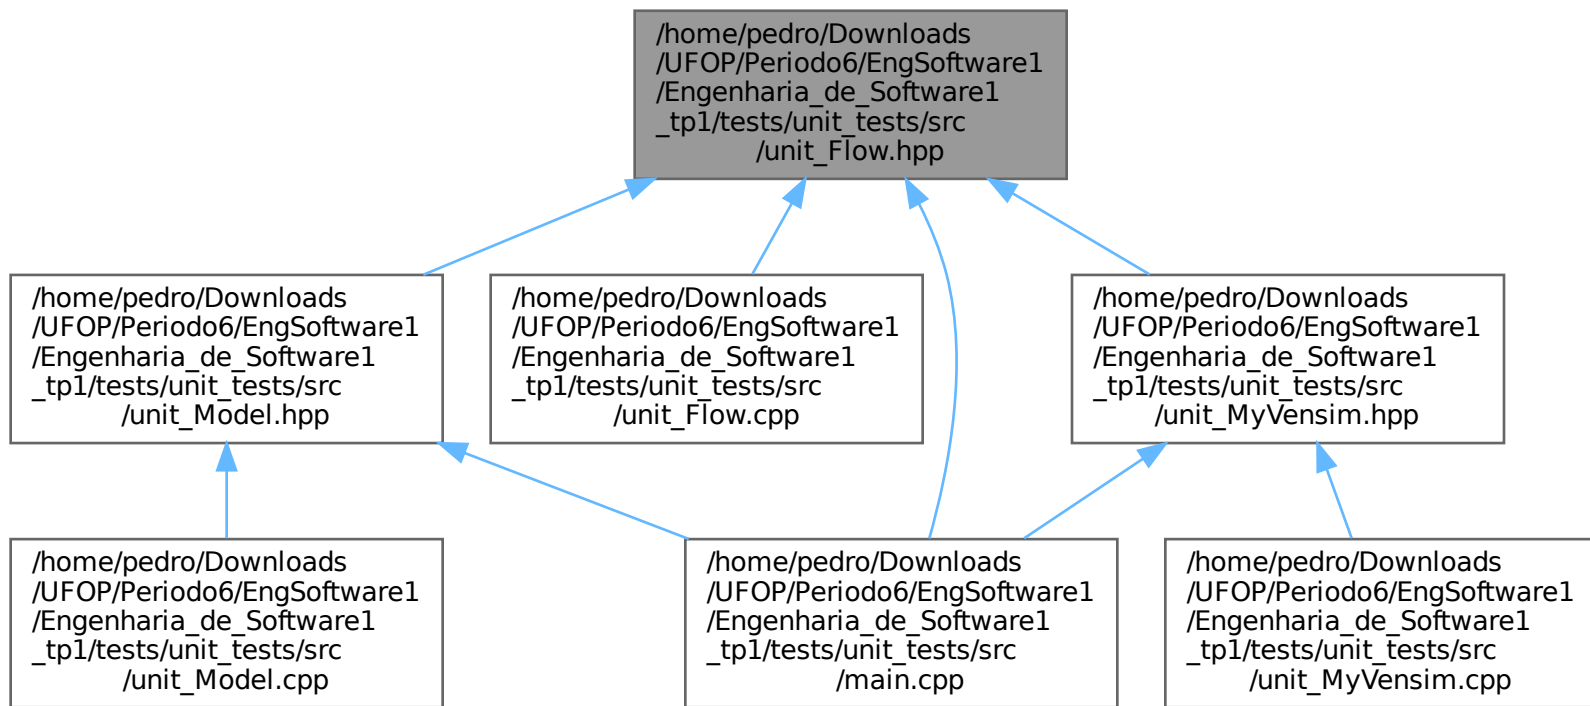 /home/pedro/Downloads
/UFOP/Periodo6/EngSoftware1
/Engenharia_de_Software1
_tp1/tests/unit_tests/src
/unit_Flow.hpp
/home/pedro/Downloads
/UFOP/Periodo6/EngSoftware1
/Engenharia_de_Software1
_tp1/tests/unit_tests/src
/unit_Model.hpp
/home/pedro/Downloads
/UFOP/Periodo6/EngSoftware1
/Engenharia_de_Software1
_tp1/tests/unit_tests/src
/unit_Flow.cpp
/home/pedro/Downloads
/UFOP/Periodo6/EngSoftware1
/Engenharia_de_Software1
_tp1/tests/unit_tests/src
/unit_MyVensim.hpp
/home/pedro/Downloads
/UFOP/Periodo6/EngSoftware1
/Engenharia_de_Software1
_tp1/tests/unit_tests/src
/unit_Model.cpp
/home/pedro/Downloads
/UFOP/Periodo6/EngSoftware1
/Engenharia_de_Software1
_tp1/tests/unit_tests/src
/main.cpp
/home/pedro/Downloads
/UFOP/Periodo6/EngSoftware1
/Engenharia_de_Software1
_tp1/tests/unit_tests/src
/unit_MyVensim.cpp